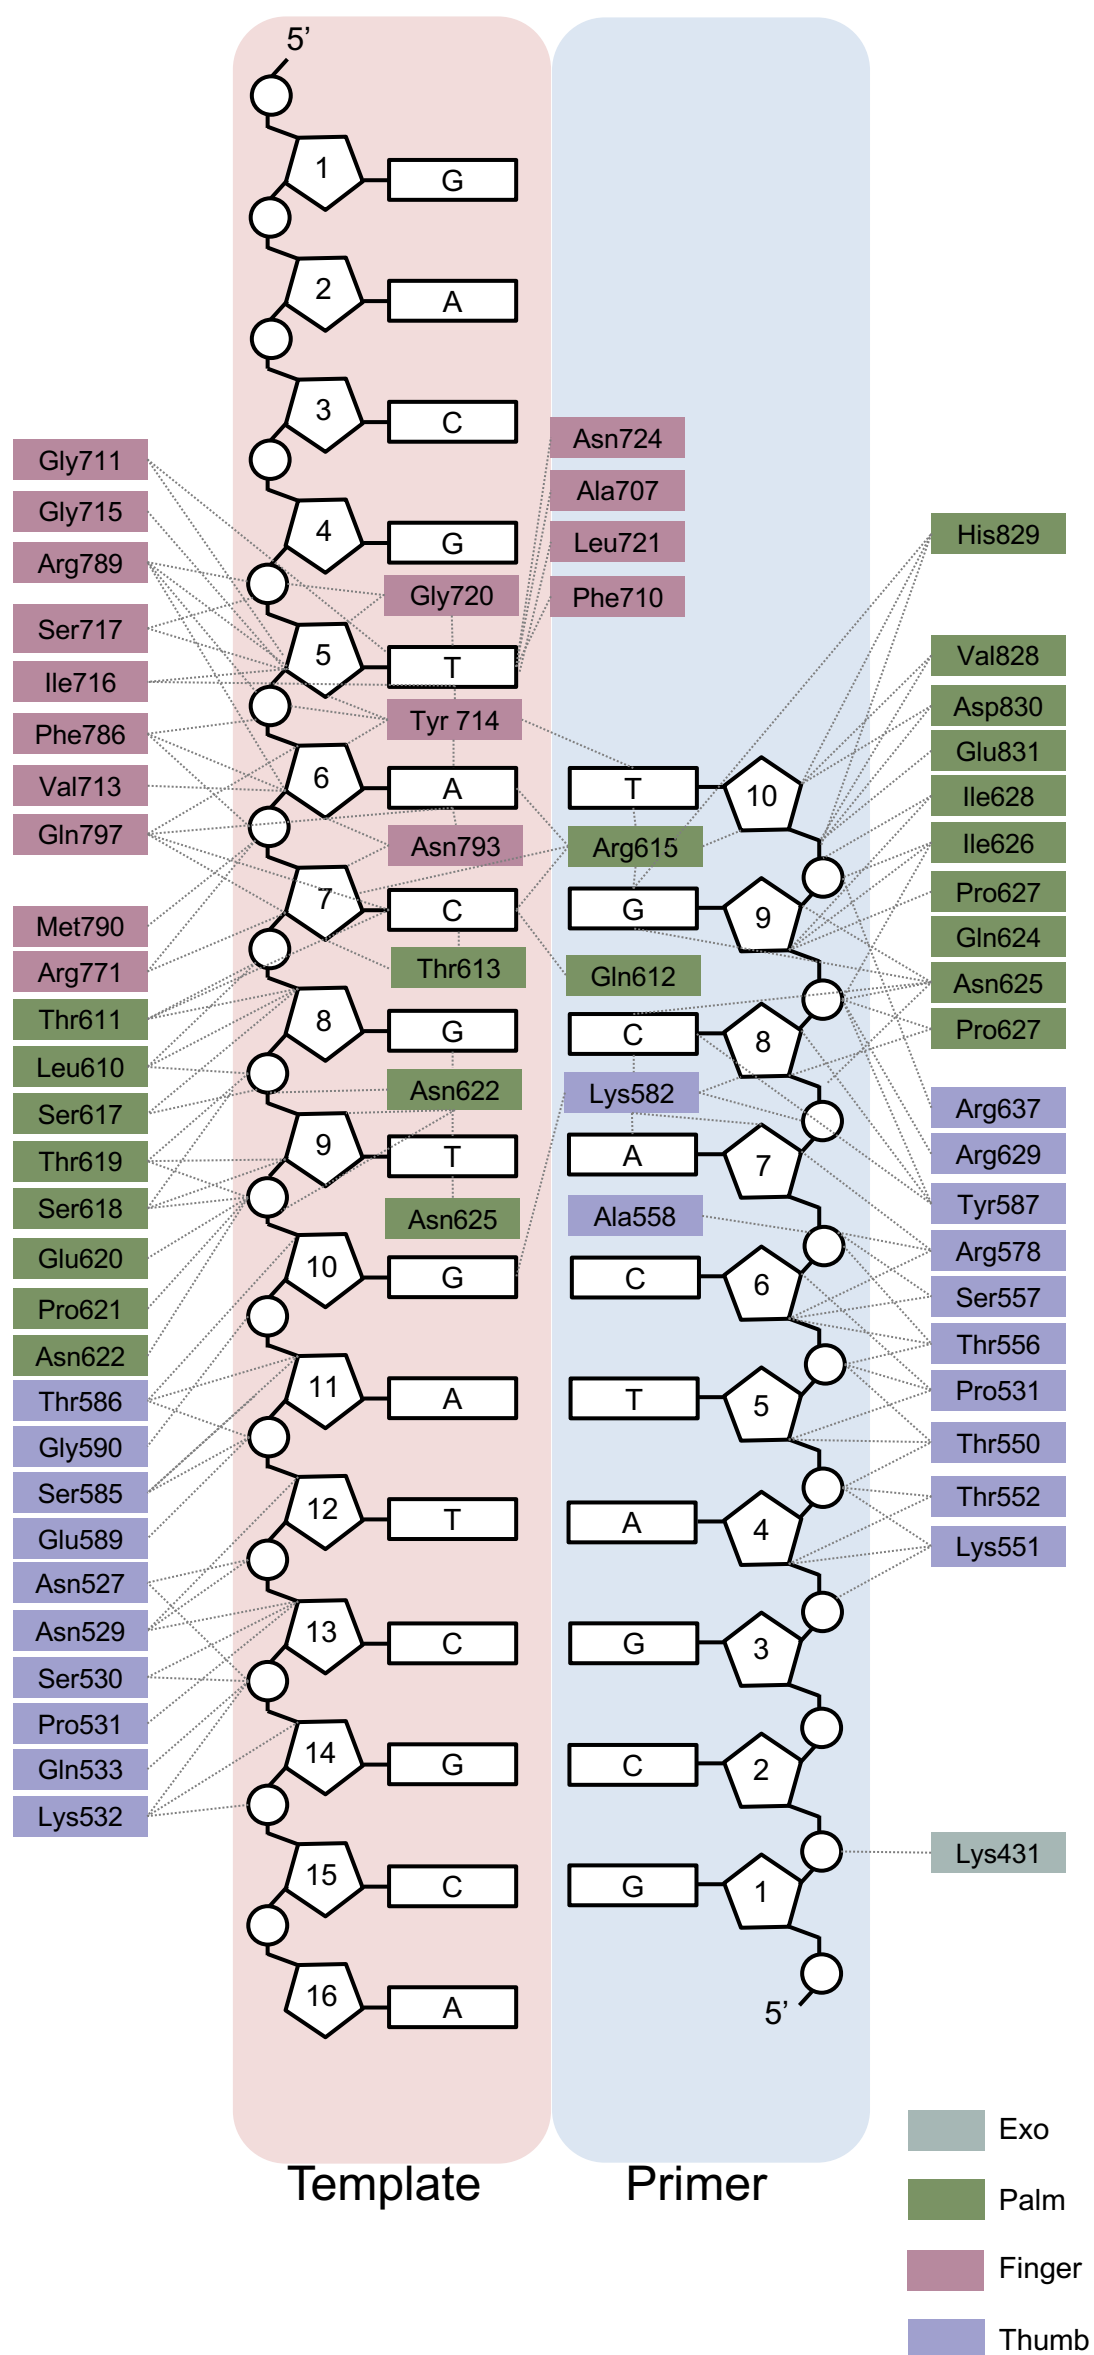 5’
1 G
2 A
3 C
Asn724
Gly711
Ala707
Gly715
His829
4 G
Leu721
Arg789
Gly720
Phe710
Ser717
5 T
Val828
Ile716
Asp830
Tyr 714
Phe786
Glu831
6 A
T 10
Val713
Ile628
Gln797
Asn793
Arg615
Ile626
Pro627
7 C
G 9
Met790
Gln624
Arg771
Thr613
Gln612
Asn625
Thr611
8 G
C 8
Pro627
Leu610
Asn622
Lys582
Ser617
Arg637
9 T
A 7
Thr619
Arg629
Ser618
Asn625
Ala558
Tyr587
Glu620
Arg578
10 G
C 6
Pro621
Ser557
Asn622
Thr556
Thr586
11 A
T 5
Pro531
Gly590
Thr550
Ser585
Thr552
12 T
A 4
Glu589
Lys551
Asn527
Asn529
13 C
G 3
Ser530
Pro531
14 G
C 2
Gln533
Lys532
Lys431
15 C
G 1
16 A
5’
Template
Primer
Exo
Palm
Finger
Thumb